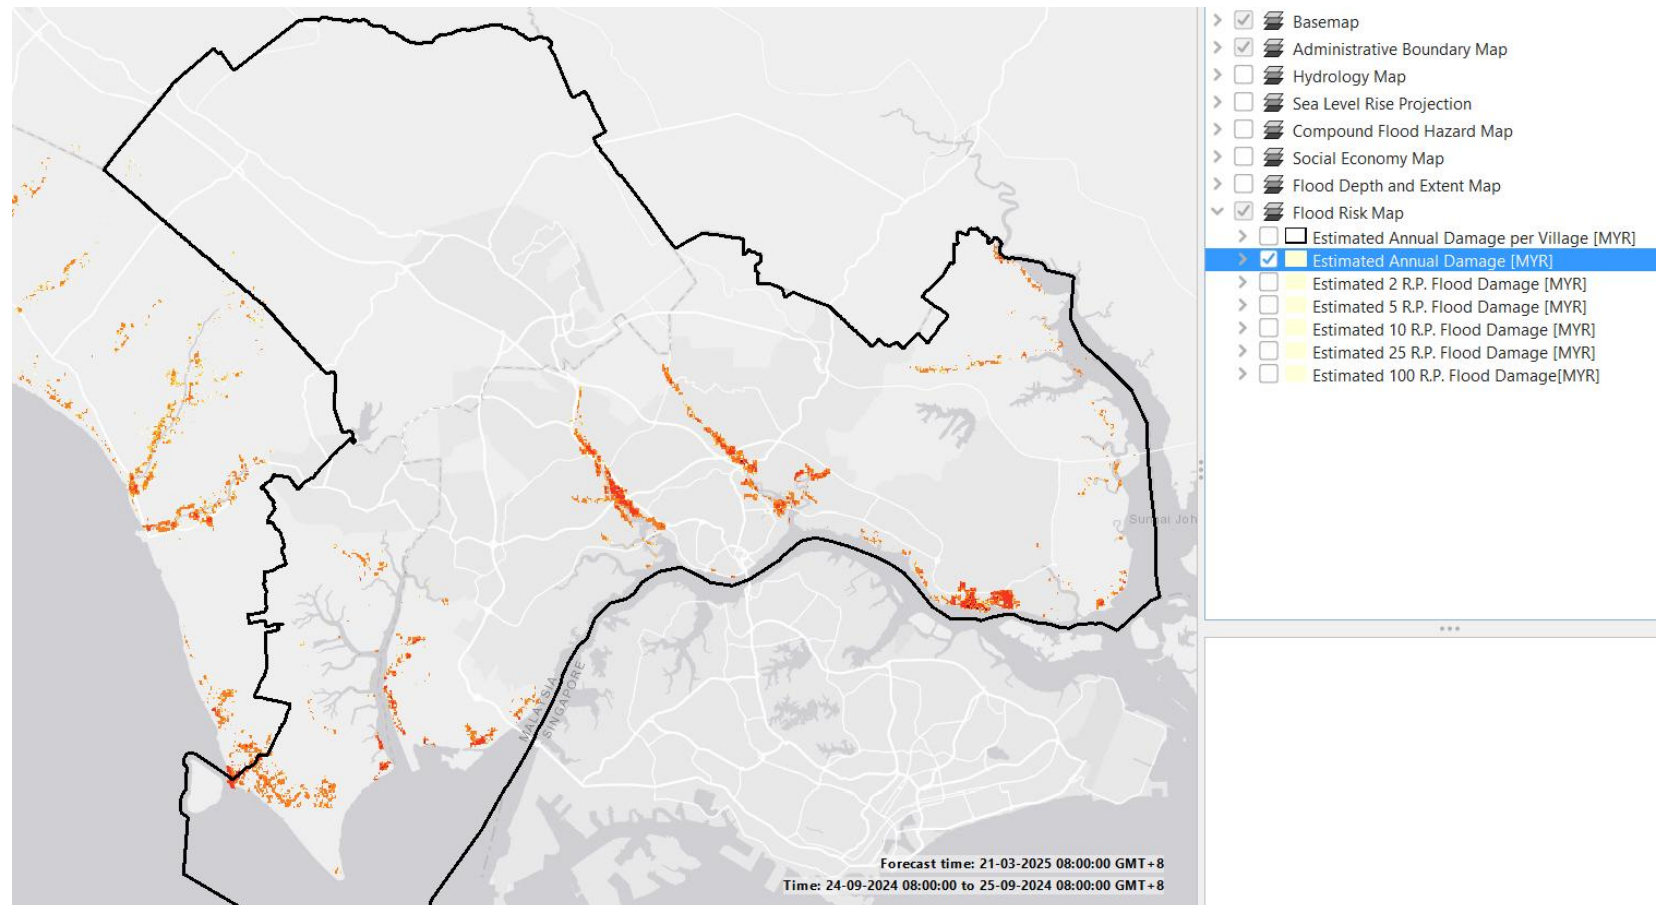 Basemap
Administrative Boundary Map
Hydrology Map
Sea Level Rise Projection
Compound Flood Hazard Map
Social Economy Map
Flood Depth and Extent Map
Flood Risk Map
Estimated Annual Damage per Village [MYR]
Estimated Annual Damage [MYR]
Estimated 2 R.P. Flood Damage [MYR]
Estimated 5 R.P. Flood Damage [MYR]
Estimated 10 R.P. Flood Damage [MYR]
Estimated 25 R.P. Flood Damage [MYR]
Estimated 100 R.P. Flood Damage[MYR]
Sungai Joh
MALAYSIA
SINGAPORE
Forecast time: 21-03-2025 08:00:00 GMT+8
Time: 24-09-2024 08:00:00 to 25-09-2024 08:00:00 GMT+8